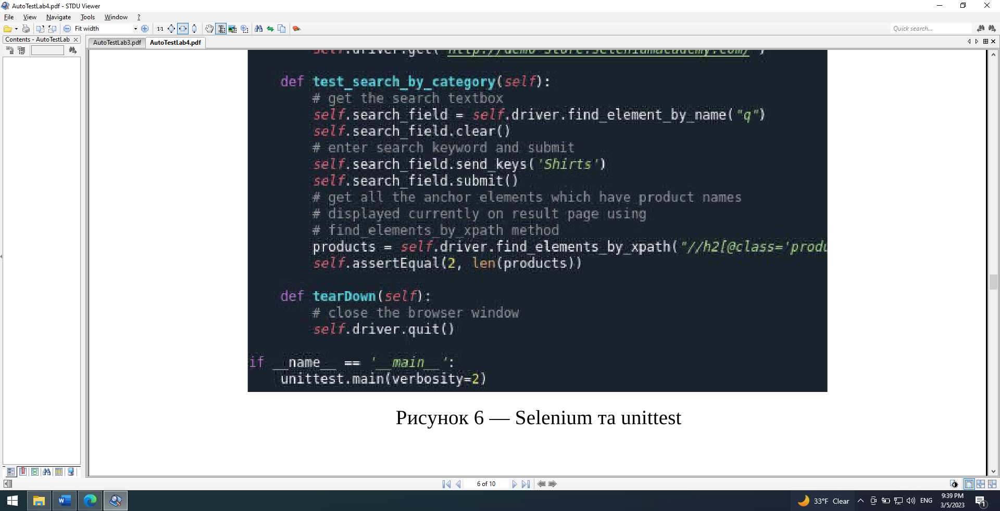 AutoTestLab4.pdf - STDU Viewer
File View Navigate Tools Window ?
Fit width 1:1 Quick search...
Contents - AutoTestLab
AutoTestLab3.pdf AutoTestLab4.pdf
self.driver.get("http://demo-store.seleniumacademy.com/")
def test_search_by_category(self):
# get the search textbox
self.search_field = self.driver.find_element_by_name("q")
self.search_field.clear()
# enter search keyword and submit
self.search_field.send_keys('Shirts')
self.search_field.submit()
# get all the anchor elements which have product names
# displayed currently on result page using
# find_elements_by_xpath method
products = self.driver.find_elements_by_xpath("//h2[@class='produ
self.assertEqual(2, len(products))
def tearDown(self):
# close the browser window
self.driver.quit()
if __name__ == '__main__':
unittest.main(verbosity=2)
Рисунок 6 — Selenium та unittest
6 of 10
33°F Clear ENG
9:39 PM
3/5/2023
1